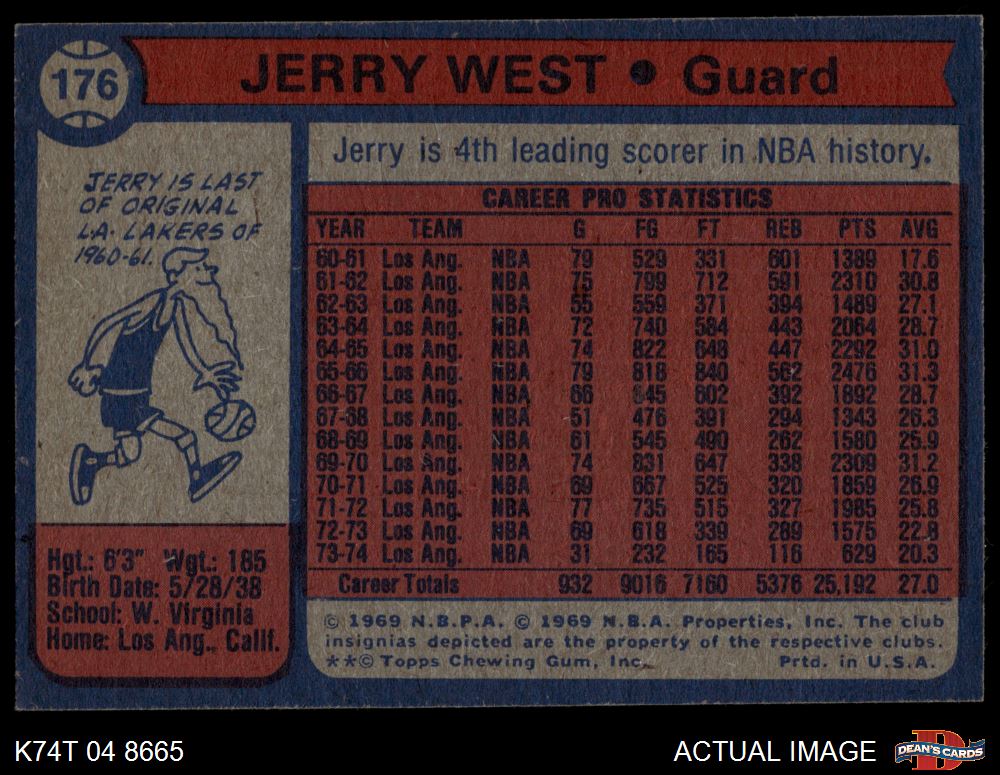 176
JERRY WEST • Guard
JERRY IS LAST
OF ORIGINAL
L.A. LAKERS OF
1960-61.
Jerry is 4th leading scorer in NBA history.
CAREER PRO STATISTICS
YEAR TEAM G FG FT REB PTS AVG
60-61 Los Ang. NBA 79 529 331 601 1389 17.6
61-62 Los Ang. NBA 75 799 712 591 2310 30.8
62-63 Los Ang. NBA 55 559 371 394 1489 27.1
63-64 Los Ang. NBA 72 740 584 443 2064 28.7
64-65 Los Ang. NBA 74 822 648 447 2292 31.0
65-66 Los Ang. NBA 79 818 840 562 2476 31.3
66-67 Los Ang. NBA 66 645 602 392 1892 28.7
67-68 Los Ang. NBA 51 476 391 294 1343 26.3
68-69 Los Ang. NBA 61 545 490 262 1580 25.9
69-70 Los Ang. NBA 74 831 647 338 2309 31.2
70-71 Los Ang. NBA 69 667 525 320 1859 26.9
71-72 Los Ang. NBA 77 735 515 327 1985 25.8
72-73 Los Ang. NBA 69 618 339 289 1575 22.8
73-74 Los Ang. NBA 31 232 165 116 629 20.3
Career Totals 932 9016 7160 5376 25,192 27.0
Hgt.: 6'3" Wgt.: 185
Birth Date: 5/28/38
School: W. Virginia
Home: Los Ang., Calif.
© 1969 N.B.P.A. © 1969 N.B.A. Properties, Inc. The club
insignias depicted are the property of the respective clubs.
**© Topps Chewing Gum, Inc. Prtd. in U.S.A.
K74T 04 8665
ACTUAL IMAGE
D
DEAN'S CARDS